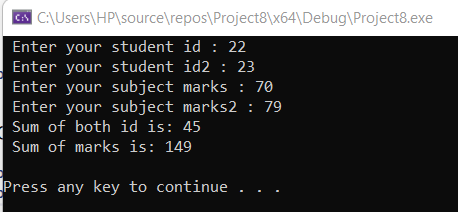 C:\Users\HP\source\repos\Project8\x64\Debug\Project8.exe
Enter your student id : 22
Enter your student id2 : 23
Enter your subject marks : 70
Enter your subject marks2 : 79
Sum of both id is: 45
Sum of marks is: 149
Press any key to continue . . .